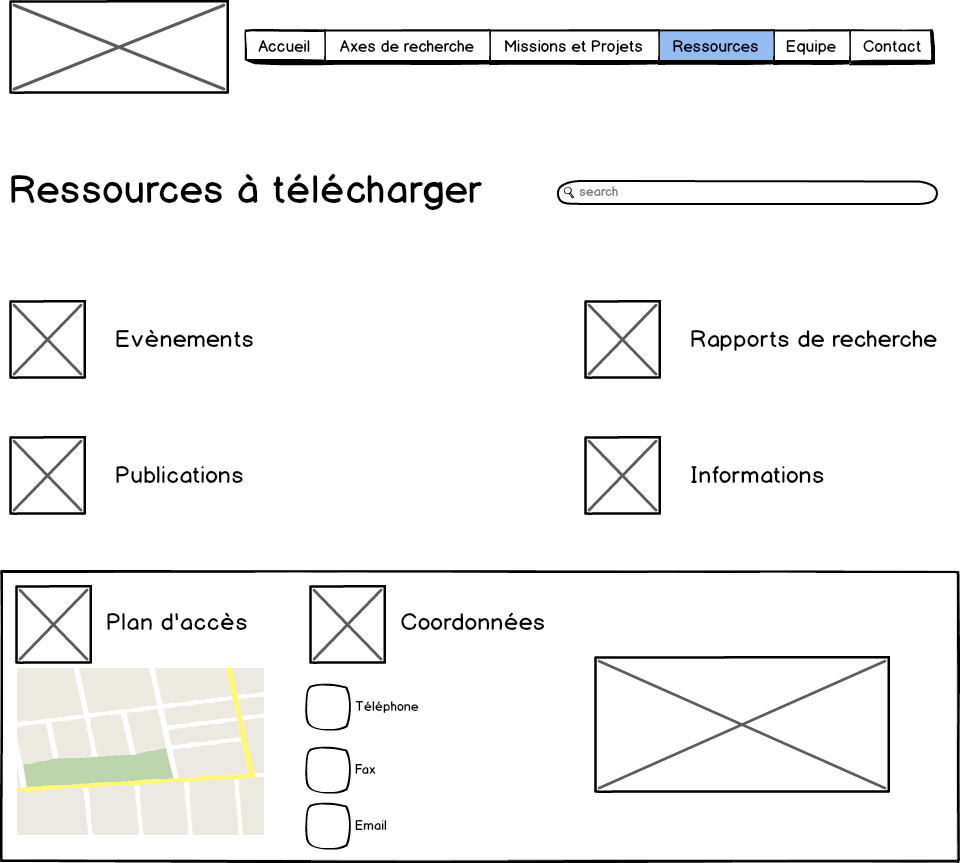 Accueil Axes de recherche Missions et Projets Ressources Equipe Contact
Ressources à télécharger
search
Evènements
Rapports de recherche
Publications
Informations
Plan d'accès
Coordonnées
Téléphone
Fax
Email